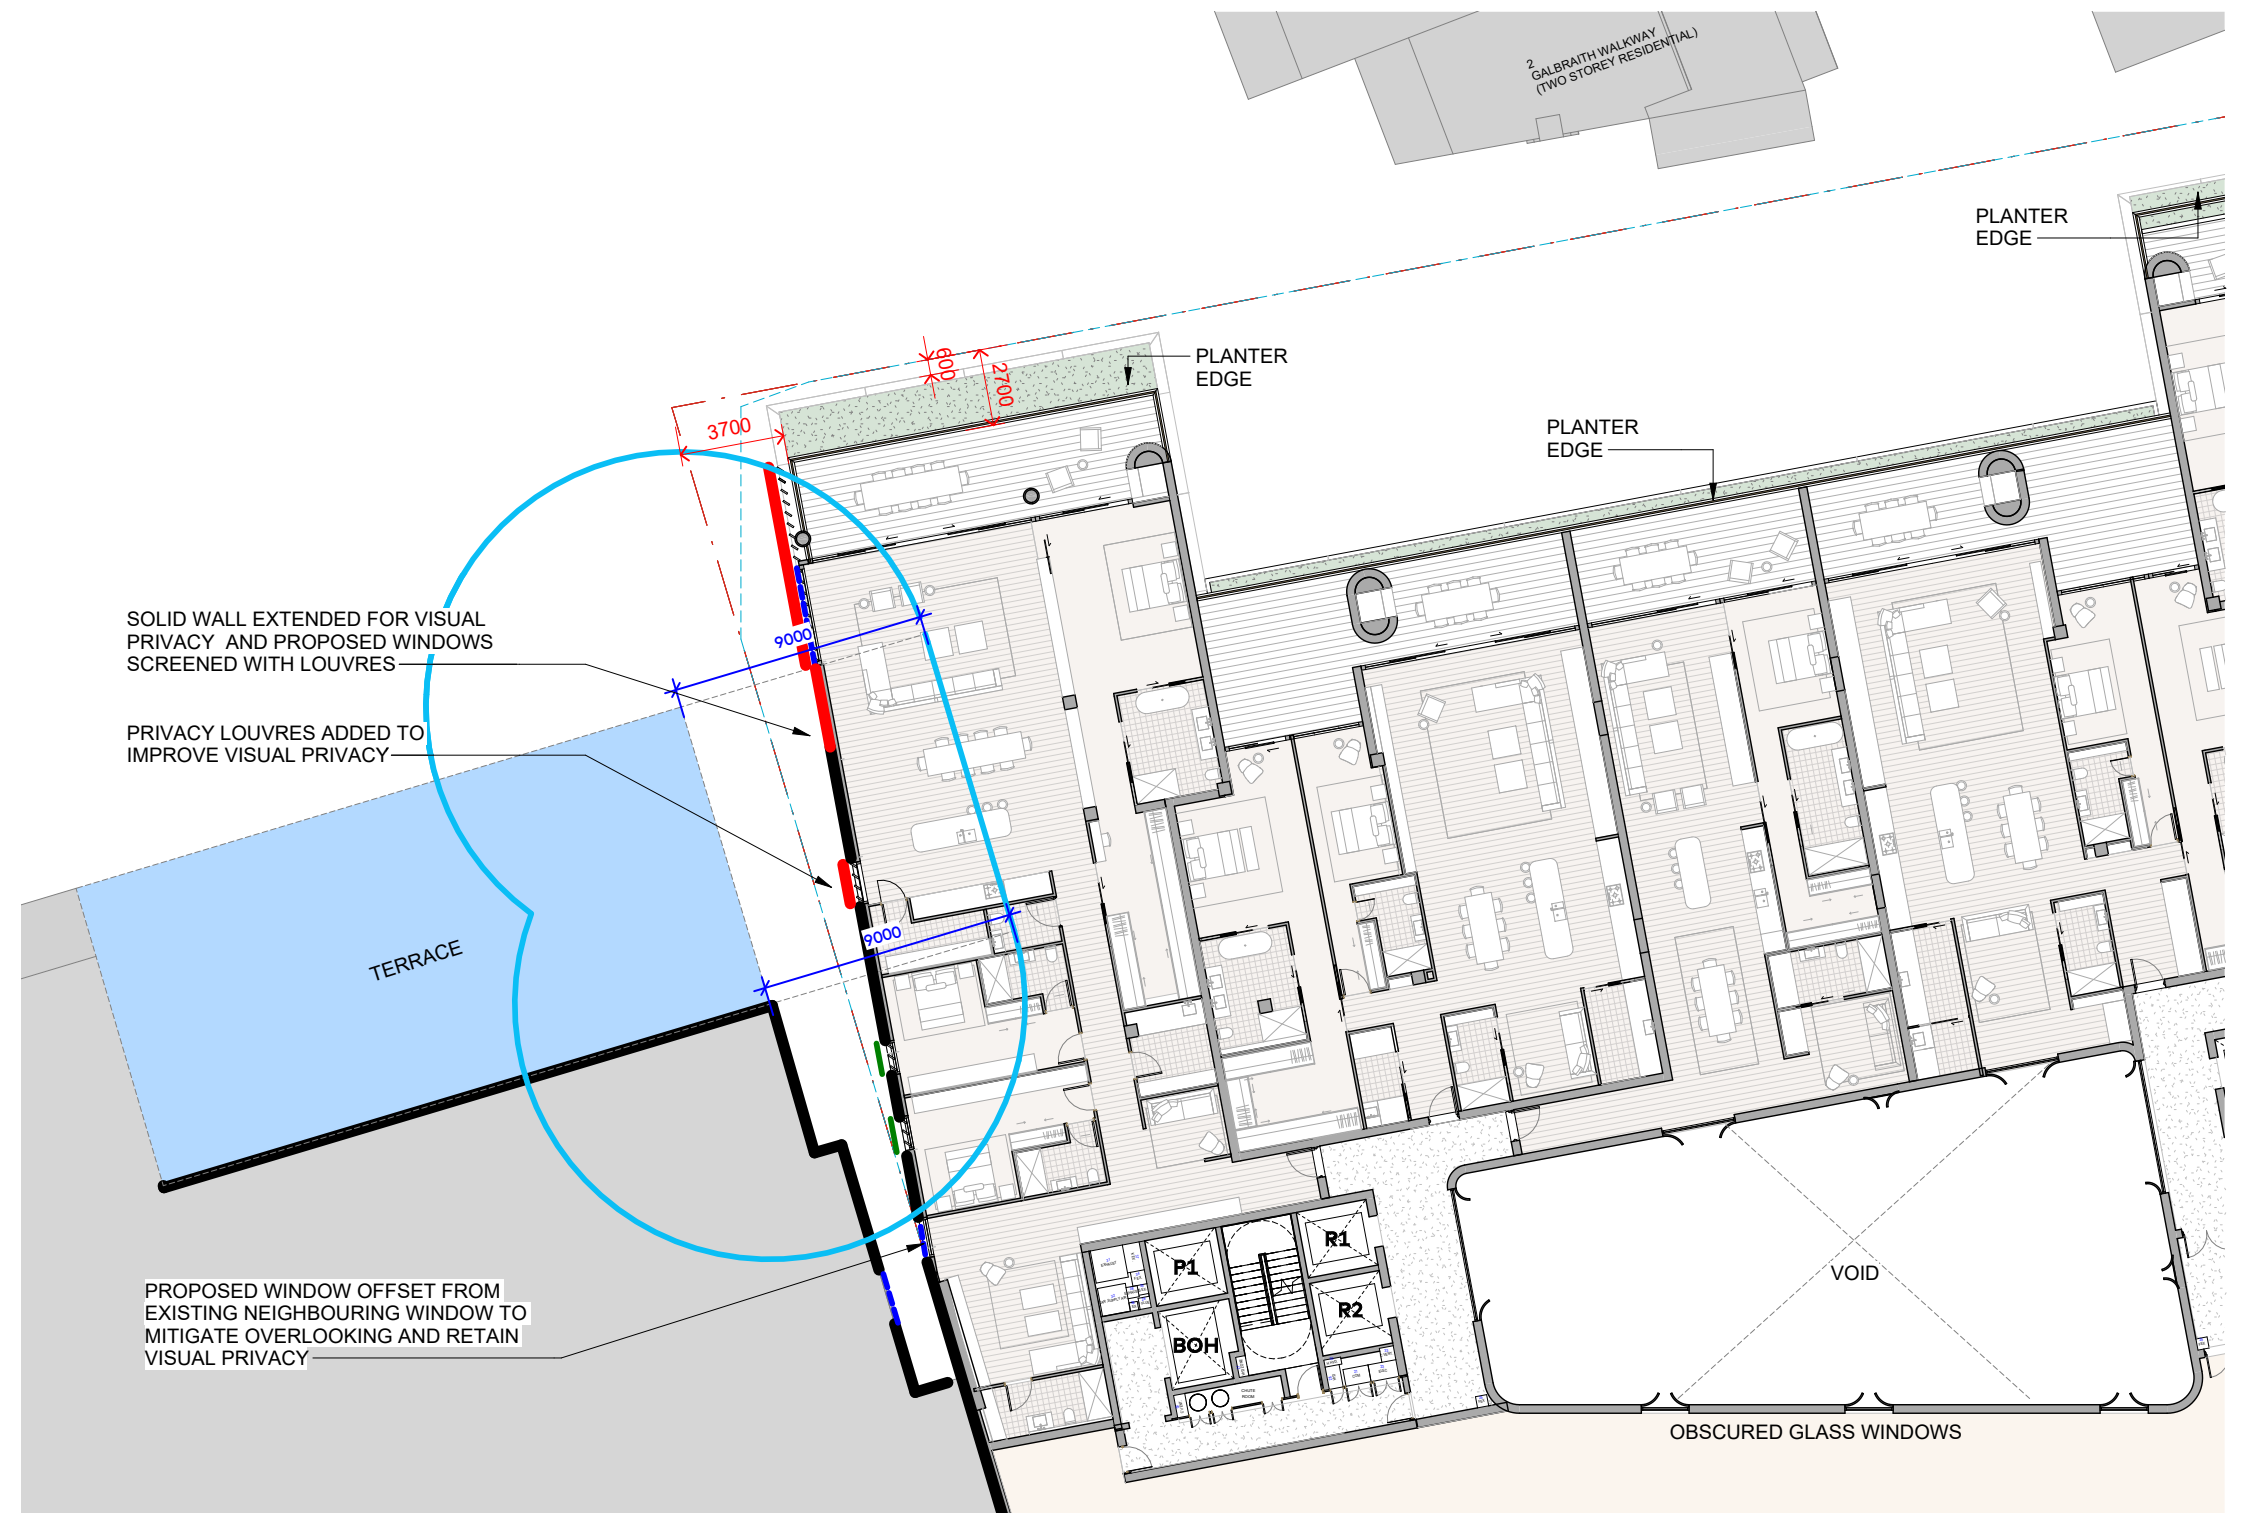 2
GALBRAITH WALKWAY
(TWO STOREY RESIDENTIAL)
PLANTER
EDGE
PLANTER
EDGE
600
2700
3700
PLANTER
EDGE
SOLID WALL EXTENDED FOR VISUAL
PRIVACY AND PROPOSED WINDOWS
SCREENED WITH LOUVRES
9000
PRIVACY LOUVRES ADDED TO
IMPROVE VISUAL PRIVACY
9000
TERRACE
R1
P1
VOID
PROPOSED WINDOW OFFSET FROM
EXISTING NEIGHBOURING WINDOW TO
MITIGATE OVERLOOKING AND RETAIN
VISUAL PRIVACY
R2
BOH
CHUTE
ROOM
OBSCURED GLASS WINDOWS